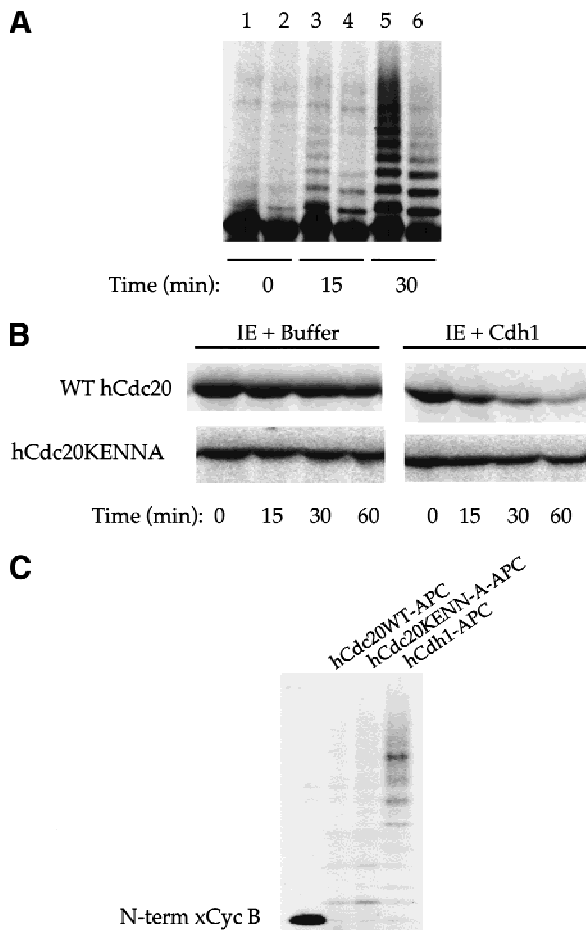 A
1 2 3 4 5 6
Time (min): 0 15 30
B
IE + Buffer IE + Cdh1
WT hCdc20
hCdc20KENNA
Time (min): 0 15 30 60 0 15 30 60
C
hCdc20WT-APC
hCdc20KENN-A-APC
hCdh1-APC
N-term xCyc B